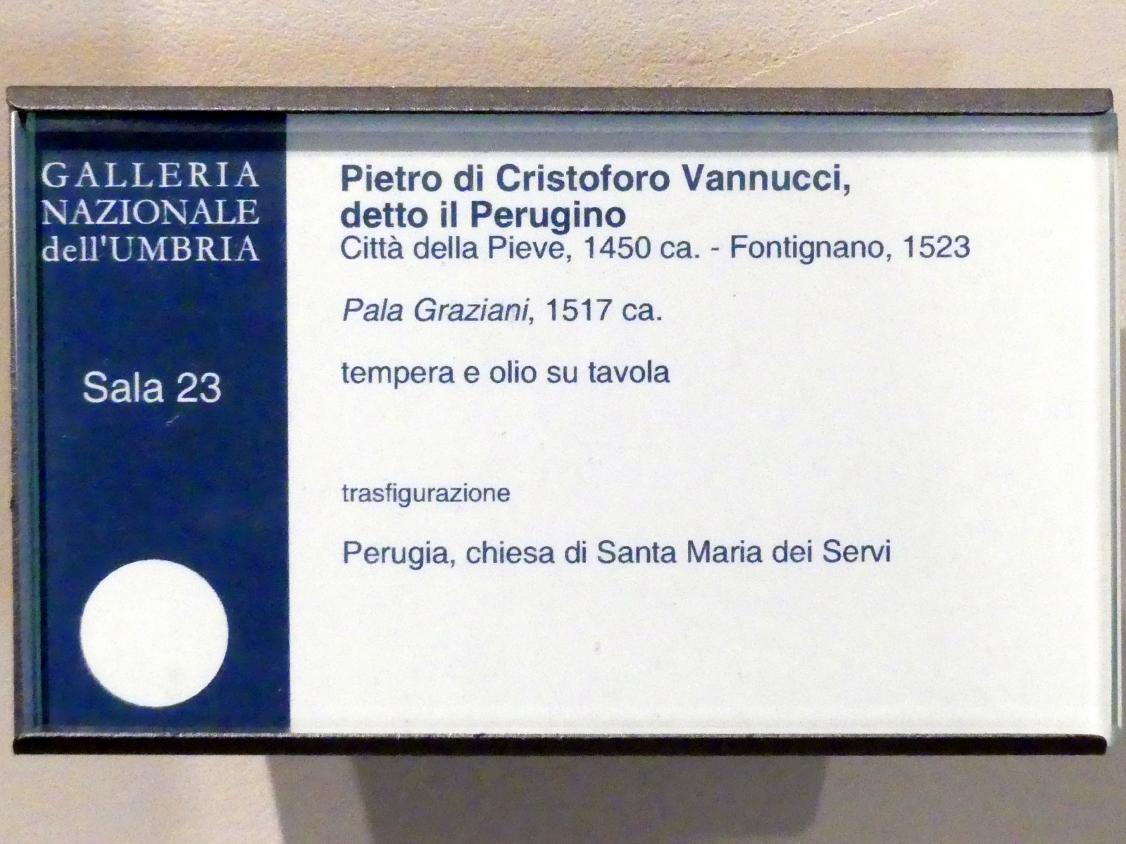 GALLERIA
NAZIONALE
dell'UMBRIA
Sala 23
Pietro di Cristoforo Vannucci,
detto il Perugino
Città della Pieve, 1450 ca. - Fontignano, 1523
Pala Graziani, 1517 ca.
tempera e olio su tavola
trasfigurazione
Perugia, chiesa di Santa Maria dei Servi